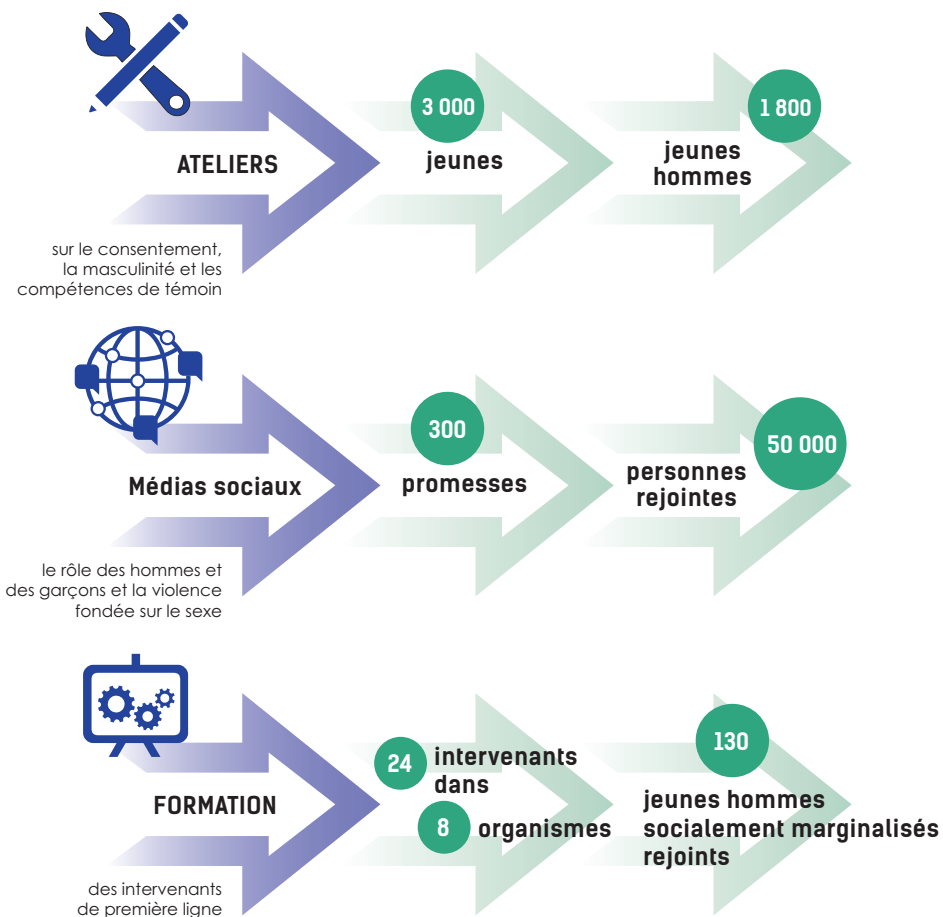 ATELIERS
sur le consentement,
la masculinité et les
compétences de témoin
3 000
jeunes
1 800
jeunes
hommes
Médias sociaux
le rôle des hommes et
des garçons et la violence
fondée sur le sexe
300
promesses
50 000
personnes
rejointes
FORMATION
des intervenants
de première ligne
24 intervenants
dans
8 organismes
130
jeunes hommes
socialement marginalisés
rejoints